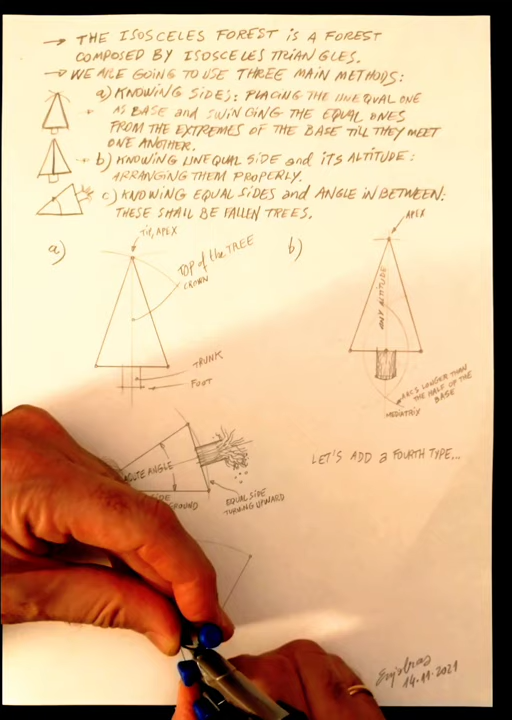 → THE ISOSCELES FOREST IS A FOREST
COMPOSED BY ISOSCELES TRIANGLES.
→ WE ARE GOING TO USE THREE MAIN METHODS:
a) KNOWING SIDES: PLACING THE UNEQUAL ONE
AS BASE and SWINGING THE EQUAL ONES
FROM THE EXTREMES OF THE BASE TILL THEY MEET
ONE ANOTHER.
b) KNOWING UNEQUAL SIDE and ITS ALTITUDE:
ARRANGING THEM PROPERLY.
c) KNOWING EQUAL SIDES and ANGLE IN BETWEEN:
THESE SHALL BE FALLEN TREES.
a)
TIP, APEX
TOP of the TREE
CROWN
TRUNK
FOOT
b)
APEX
ALTITUDE
ARCS LONGER THAN
THE HALF OF THE
BASE
MEDIATRIX
ACUTE ANGLE
SIDE
GROUND
EQUAL SIDE
TURNING UPWARD
LET'S ADD a FOURTH TYPE...
14.11.2021